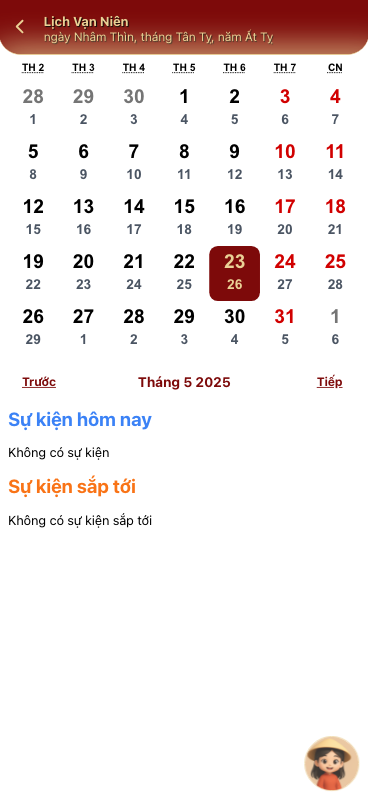 Lịch Vạn Niên
ngày Nhâm Thìn, tháng Tân Tỵ, năm Ất Tỵ
TH 2 TH 3 TH 4 TH 5 TH 6 TH 7 CN
28 29 30 1 2 3 4
1 2 3 4 5 6 7
5 6 7 8 9 10 11
8 9 10 11 12 13 14
12 13 14 15 16 17 18
15 16 17 18 19 20 21
19 20 21 22 23 24 25
22 23 24 25 26 27 28
26 27 28 29 30 31 1
29 1 2 3 4 5 6
Trước Tháng 5 2025 Tiếp
Sự kiện hôm nay
Không có sự kiện
Sự kiện sắp tới
Không có sự kiện sắp tới